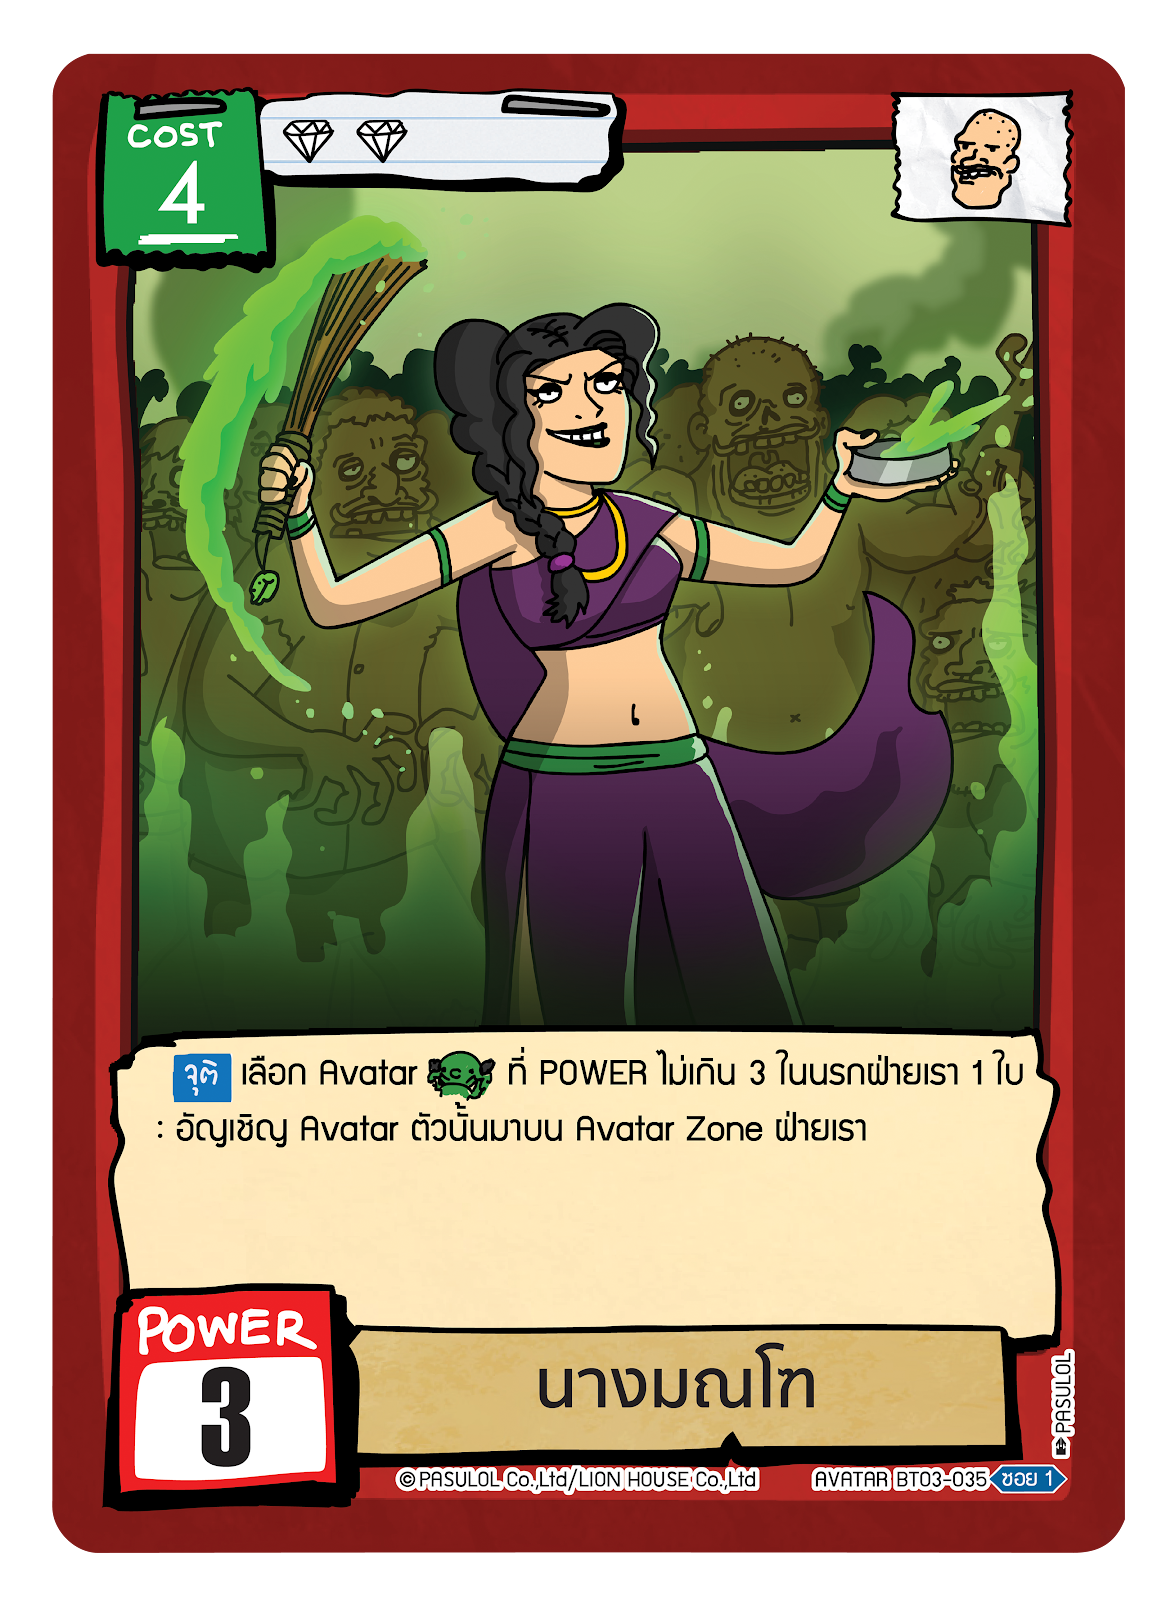 COST
4
จุติ เลือก Avatar ที่ POWER ไม่เกิน 3 ในนรกฝ่ายเรา 1 ใบ
: อัญเชิญ Avatar ตัวนั้นมาบน Avatar Zone ฝ่ายเรา
POWER
3
นางมณโฑ
PASULOL
© PASULOL Co.,Ltd/LION HOUSE Co.,Ltd
AVATAR BT03-035 ซอย 1